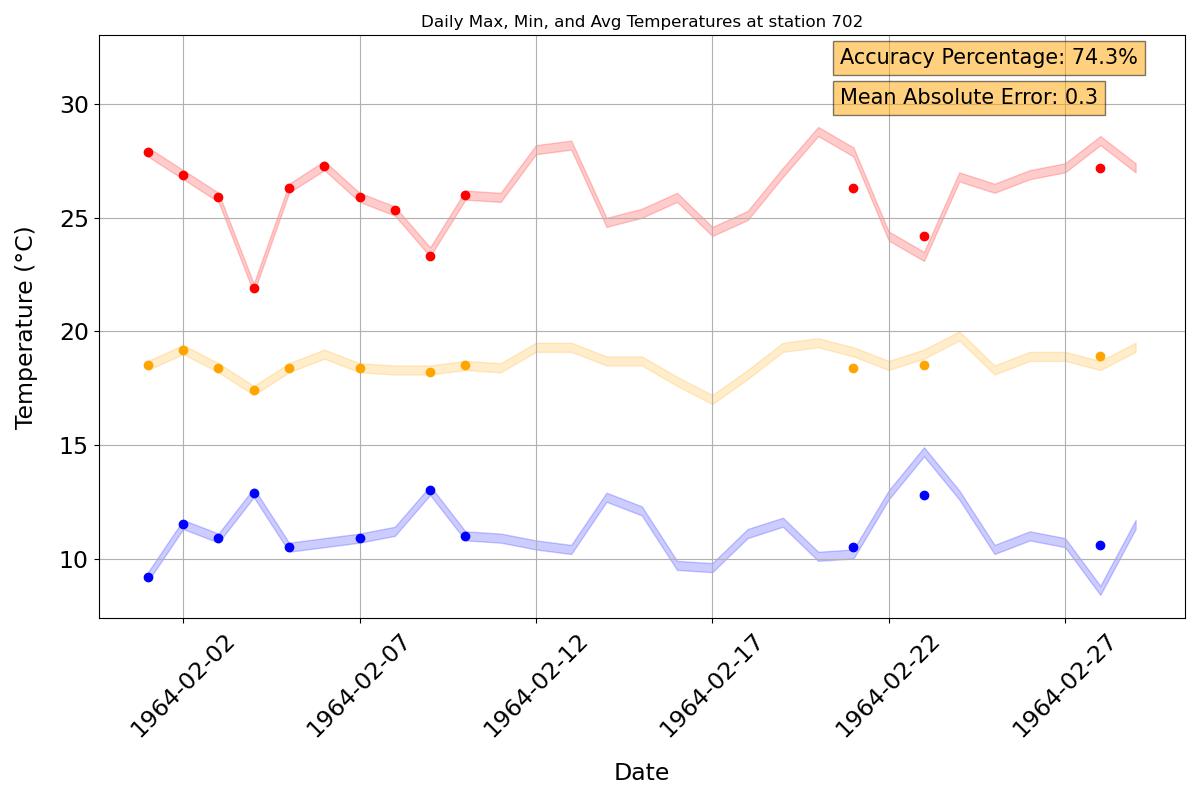 Daily Max, Min, and Avg Temperatures at station 702
Accuracy Percentage: 74.3%
Mean Absolute Error: 0.3
Temperature (°C)
30
25
20
15
10
1964-02-02
1964-02-07
1964-02-12
1964-02-17
1964-02-22
1964-02-27
Date